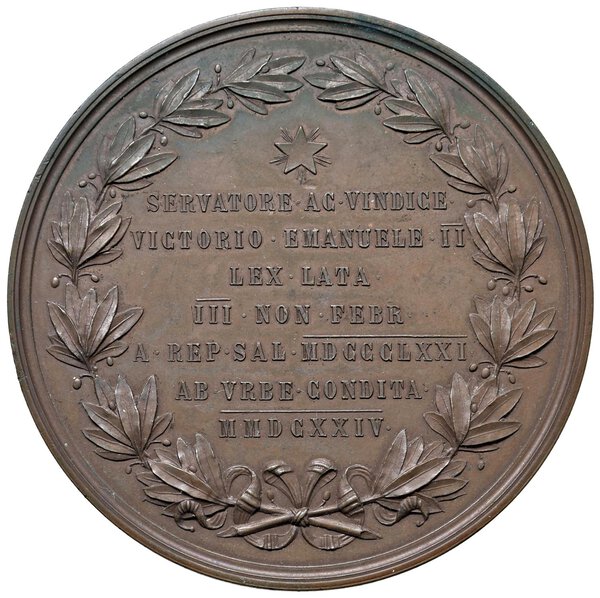 SERVATORE · AC · VINDICE
VICTORIO · EMANUELE · II
LEX · LATA
III · NON · FEBR
A · REP · SAL · MDCCCLXXI
AB · VRBE · CONDITA ·
MMDCXXIV ·